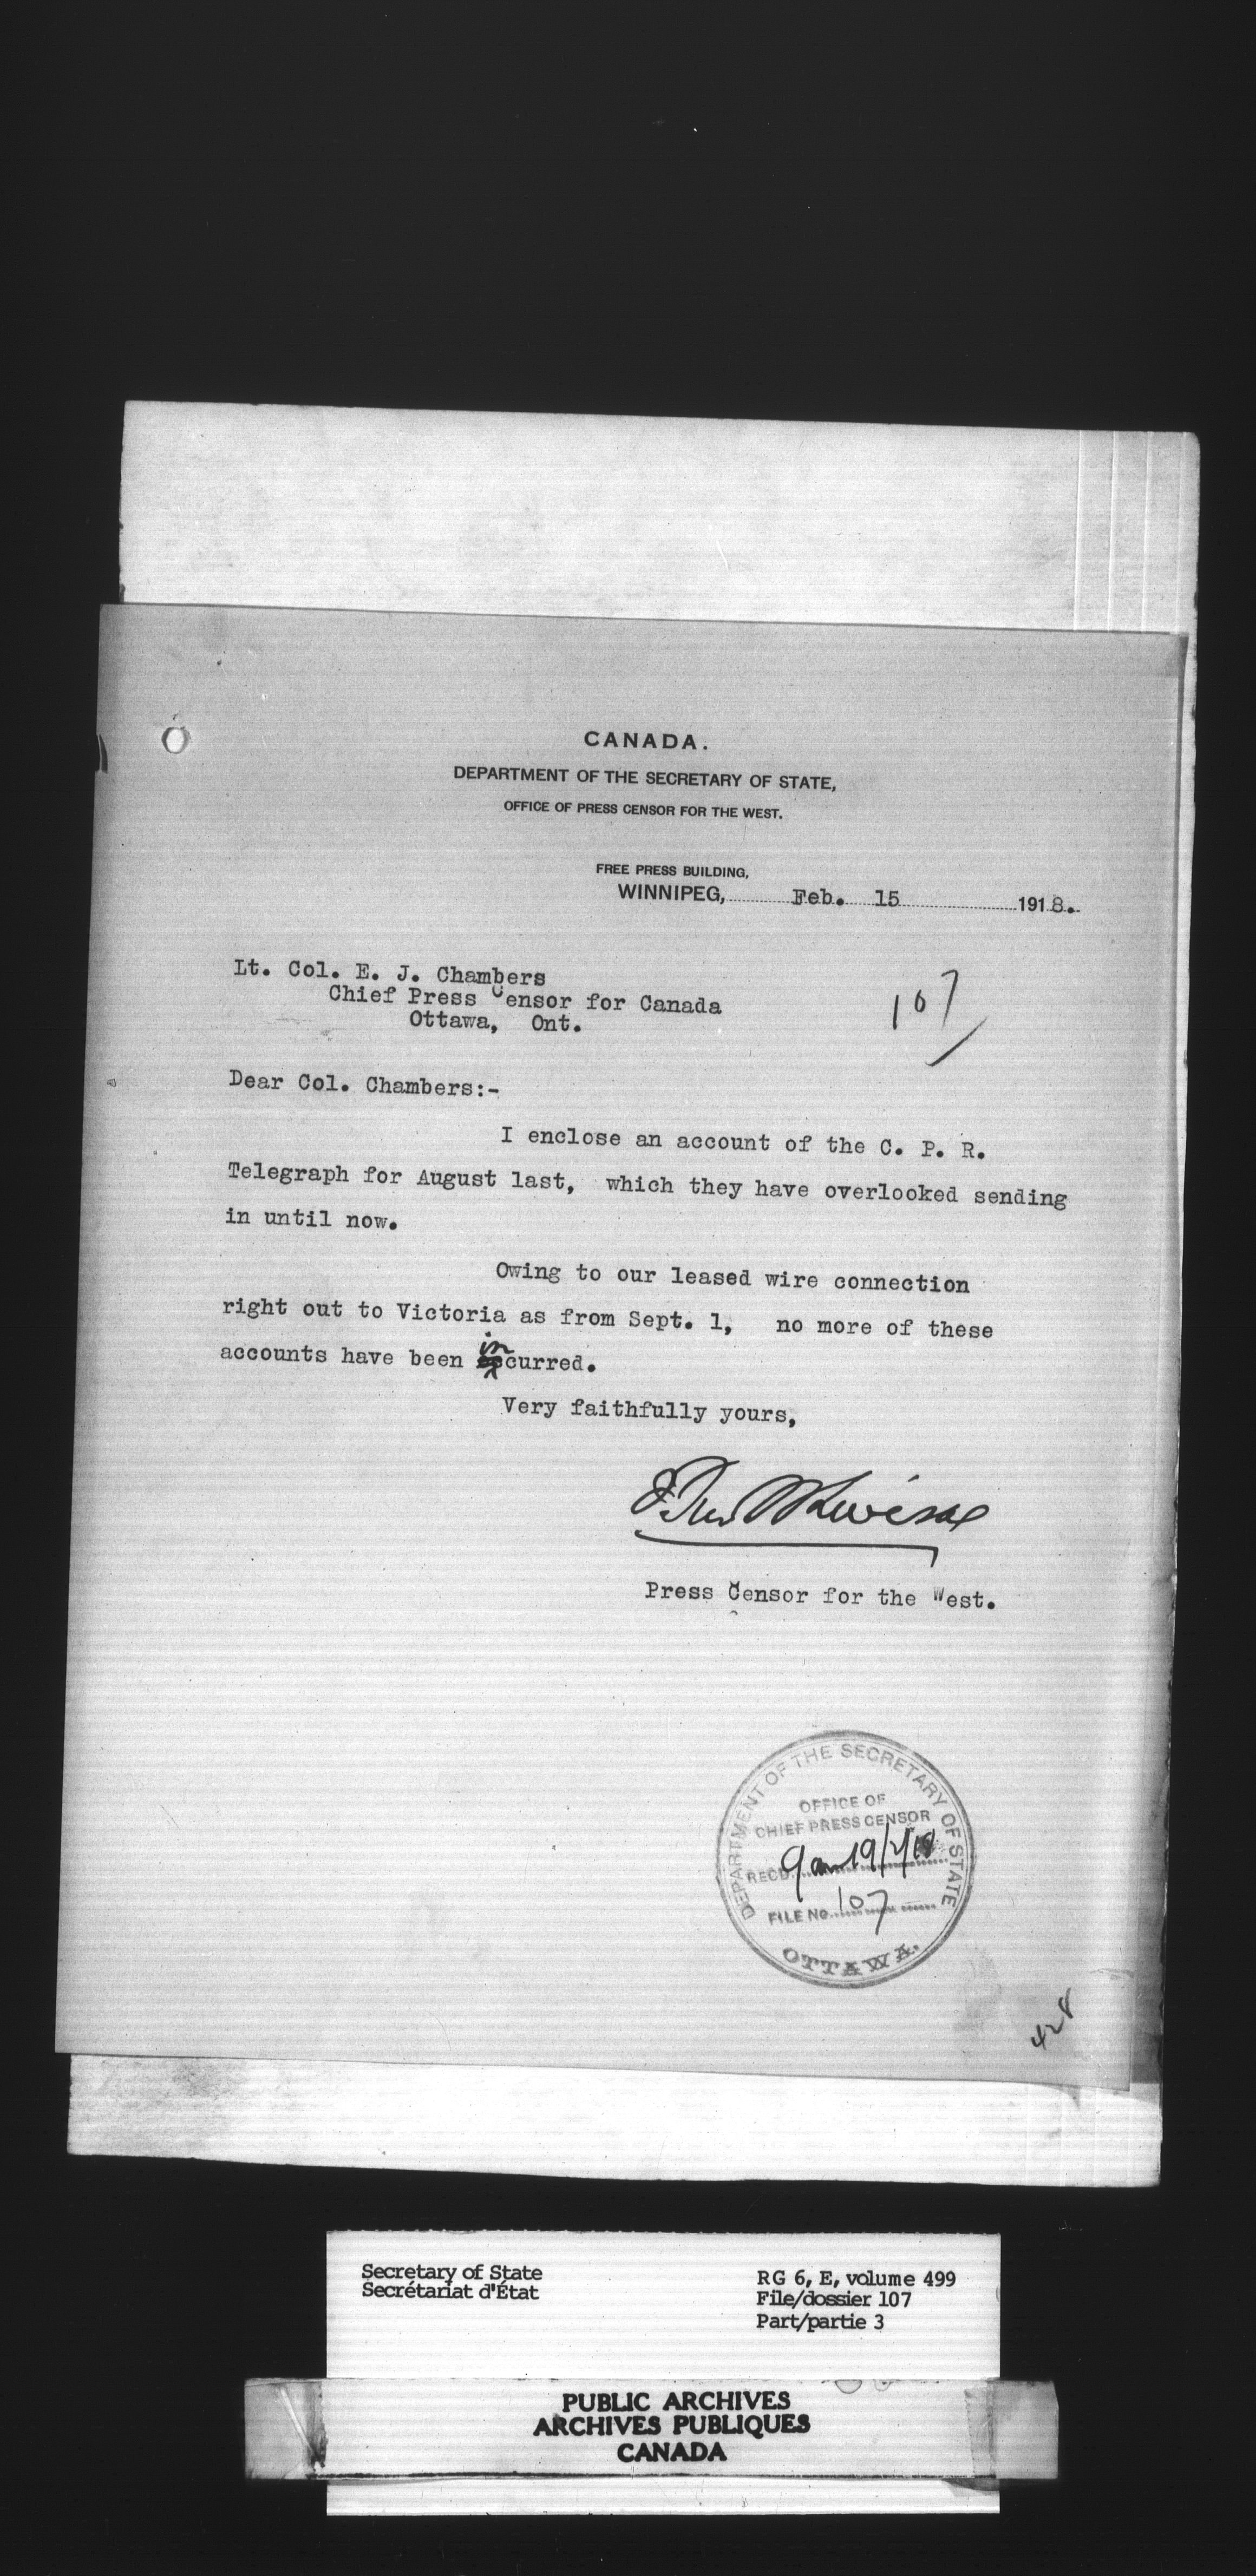 CANADA.
DEPARTMENT OF THE SECRETARY OF STATE,
OFFICE OF PRESS CENSOR FOR THE WEST.
FREE PRESS BUILDING,
WINNIPEG, Feb. 15 1918.
Lt. Col. E. J. Chambers
Chief Press Censor for Canada
Ottawa, Ont.
107
Dear Col. Chambers:-
I enclose an account of the C. P. R.
Telegraph for August last, which they have overlooked sending
in until now.
Owing to our leased wire connection
right out to Victoria as from Sept. 1, no more of these
accounts have been incurred.
Very faithfully yours,
Press Censor for the West.
DEPARTMENT OF THE SECRETARY OF STATE
OFFICE OF
CHIEF PRESS CENSOR
RECD. 9am 19/2/18
FILE No. 107
OTTAWA.
428
Secretary of State
Secrétariat d'État
RG 6, E, volume 499
File/dossier 107
Part/partie 3
PUBLIC ARCHIVES
ARCHIVES PUBLIQUES
CANADA